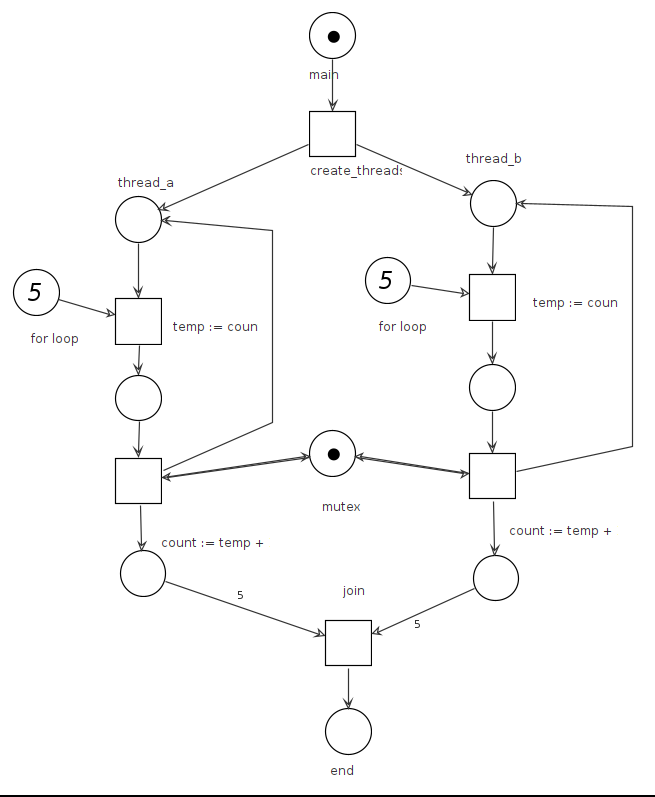 main
create_threads
thread_b
thread_a
5
5
for loop
temp := coun
for loop
temp := coun
mutex
count := temp +
count := temp +
5
join
5
end